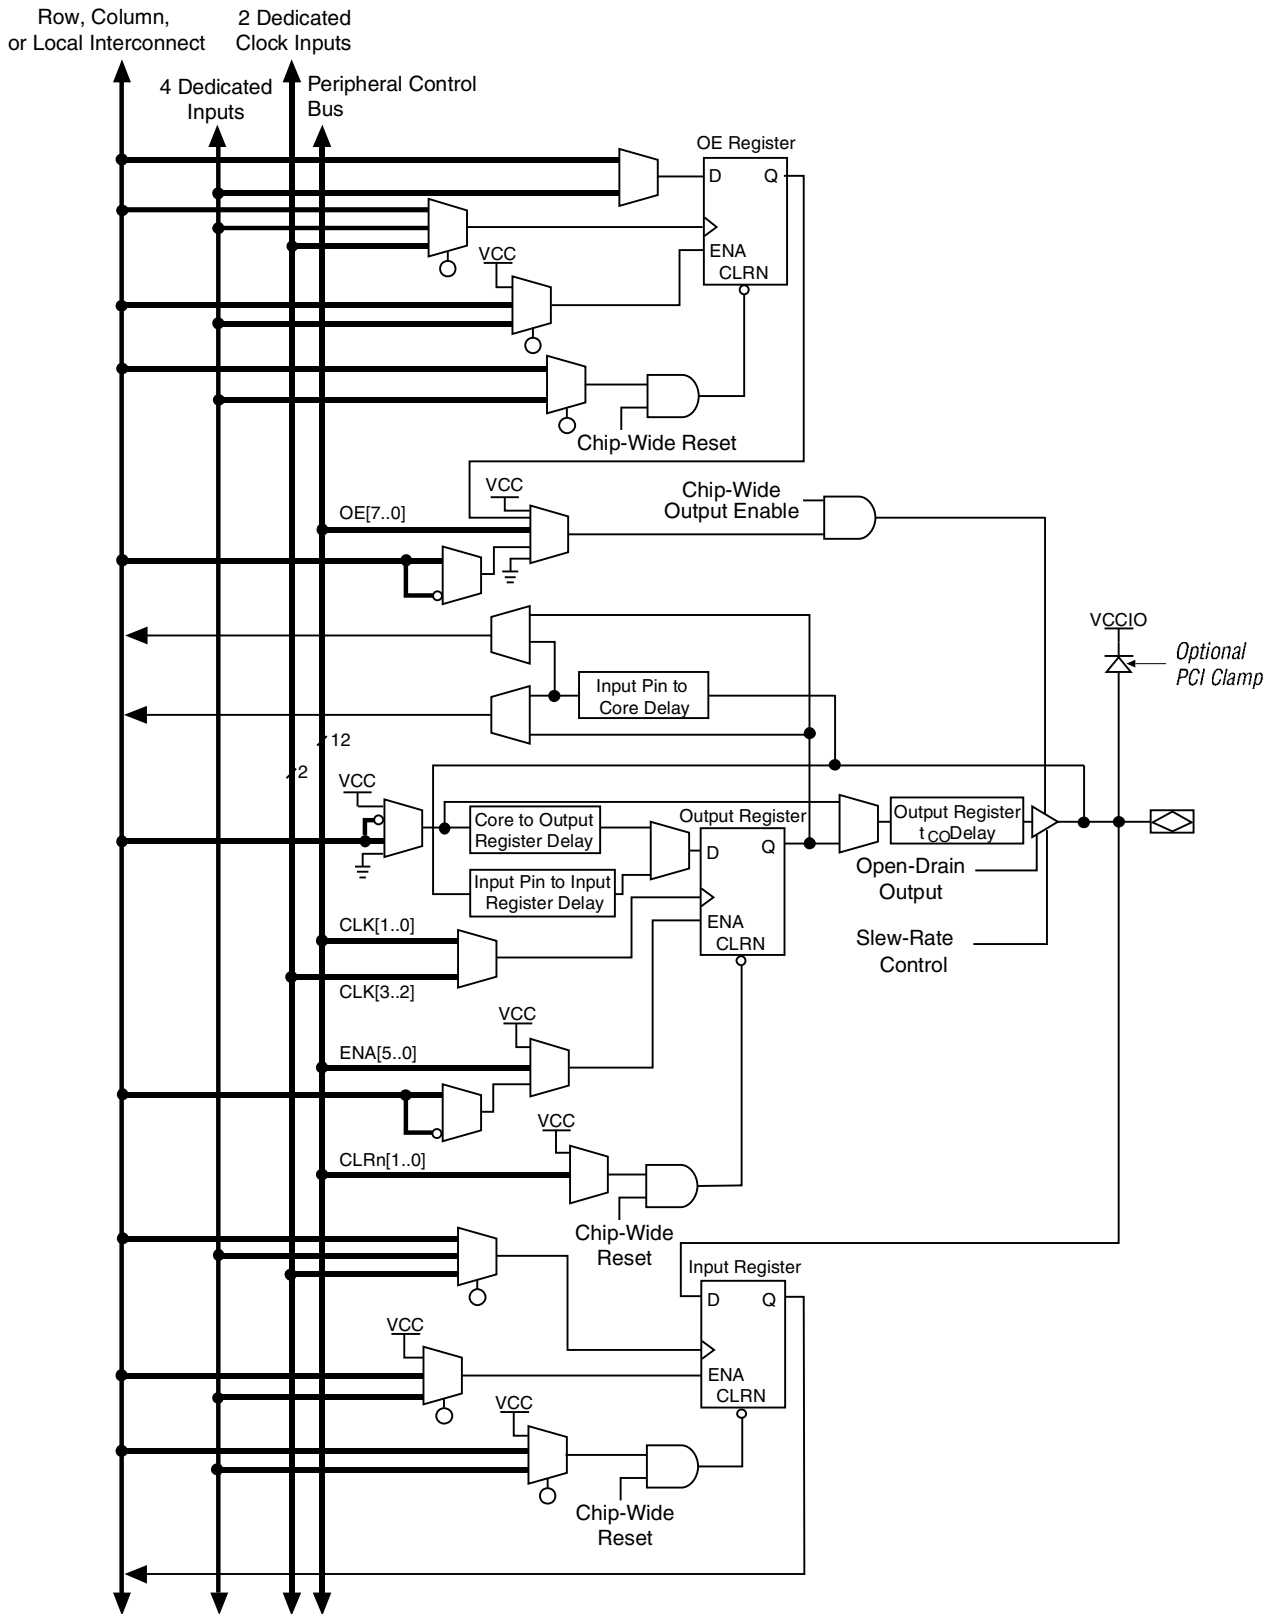 Row, Column,
or Local Interconnect
2 Dedicated
Clock Inputs
4 Dedicated
Inputs
Peripheral Control
Bus
OE Register
D
Q
ENA
CLRN
VCC
Chip-Wide Reset
VCC
OE[7..0]
Chip-Wide
Output Enable
VCCIO
Optional
PCI Clamp
Input Pin to
Core Delay
12
2
VCC
Core to Output
Register Delay
Input Pin to Input
Register Delay
Output Register
D
Q
ENA
CLRN
Output Register
tCO Delay
Open-Drain
Output
Slew-Rate
Control
CLK[1..0]
CLK[3..2]
VCC
ENA[5..0]
VCC
CLRn[1..0]
Chip-Wide
Reset
Input Register
D
Q
ENA
CLRN
VCC
VCC
Chip-Wide
Reset